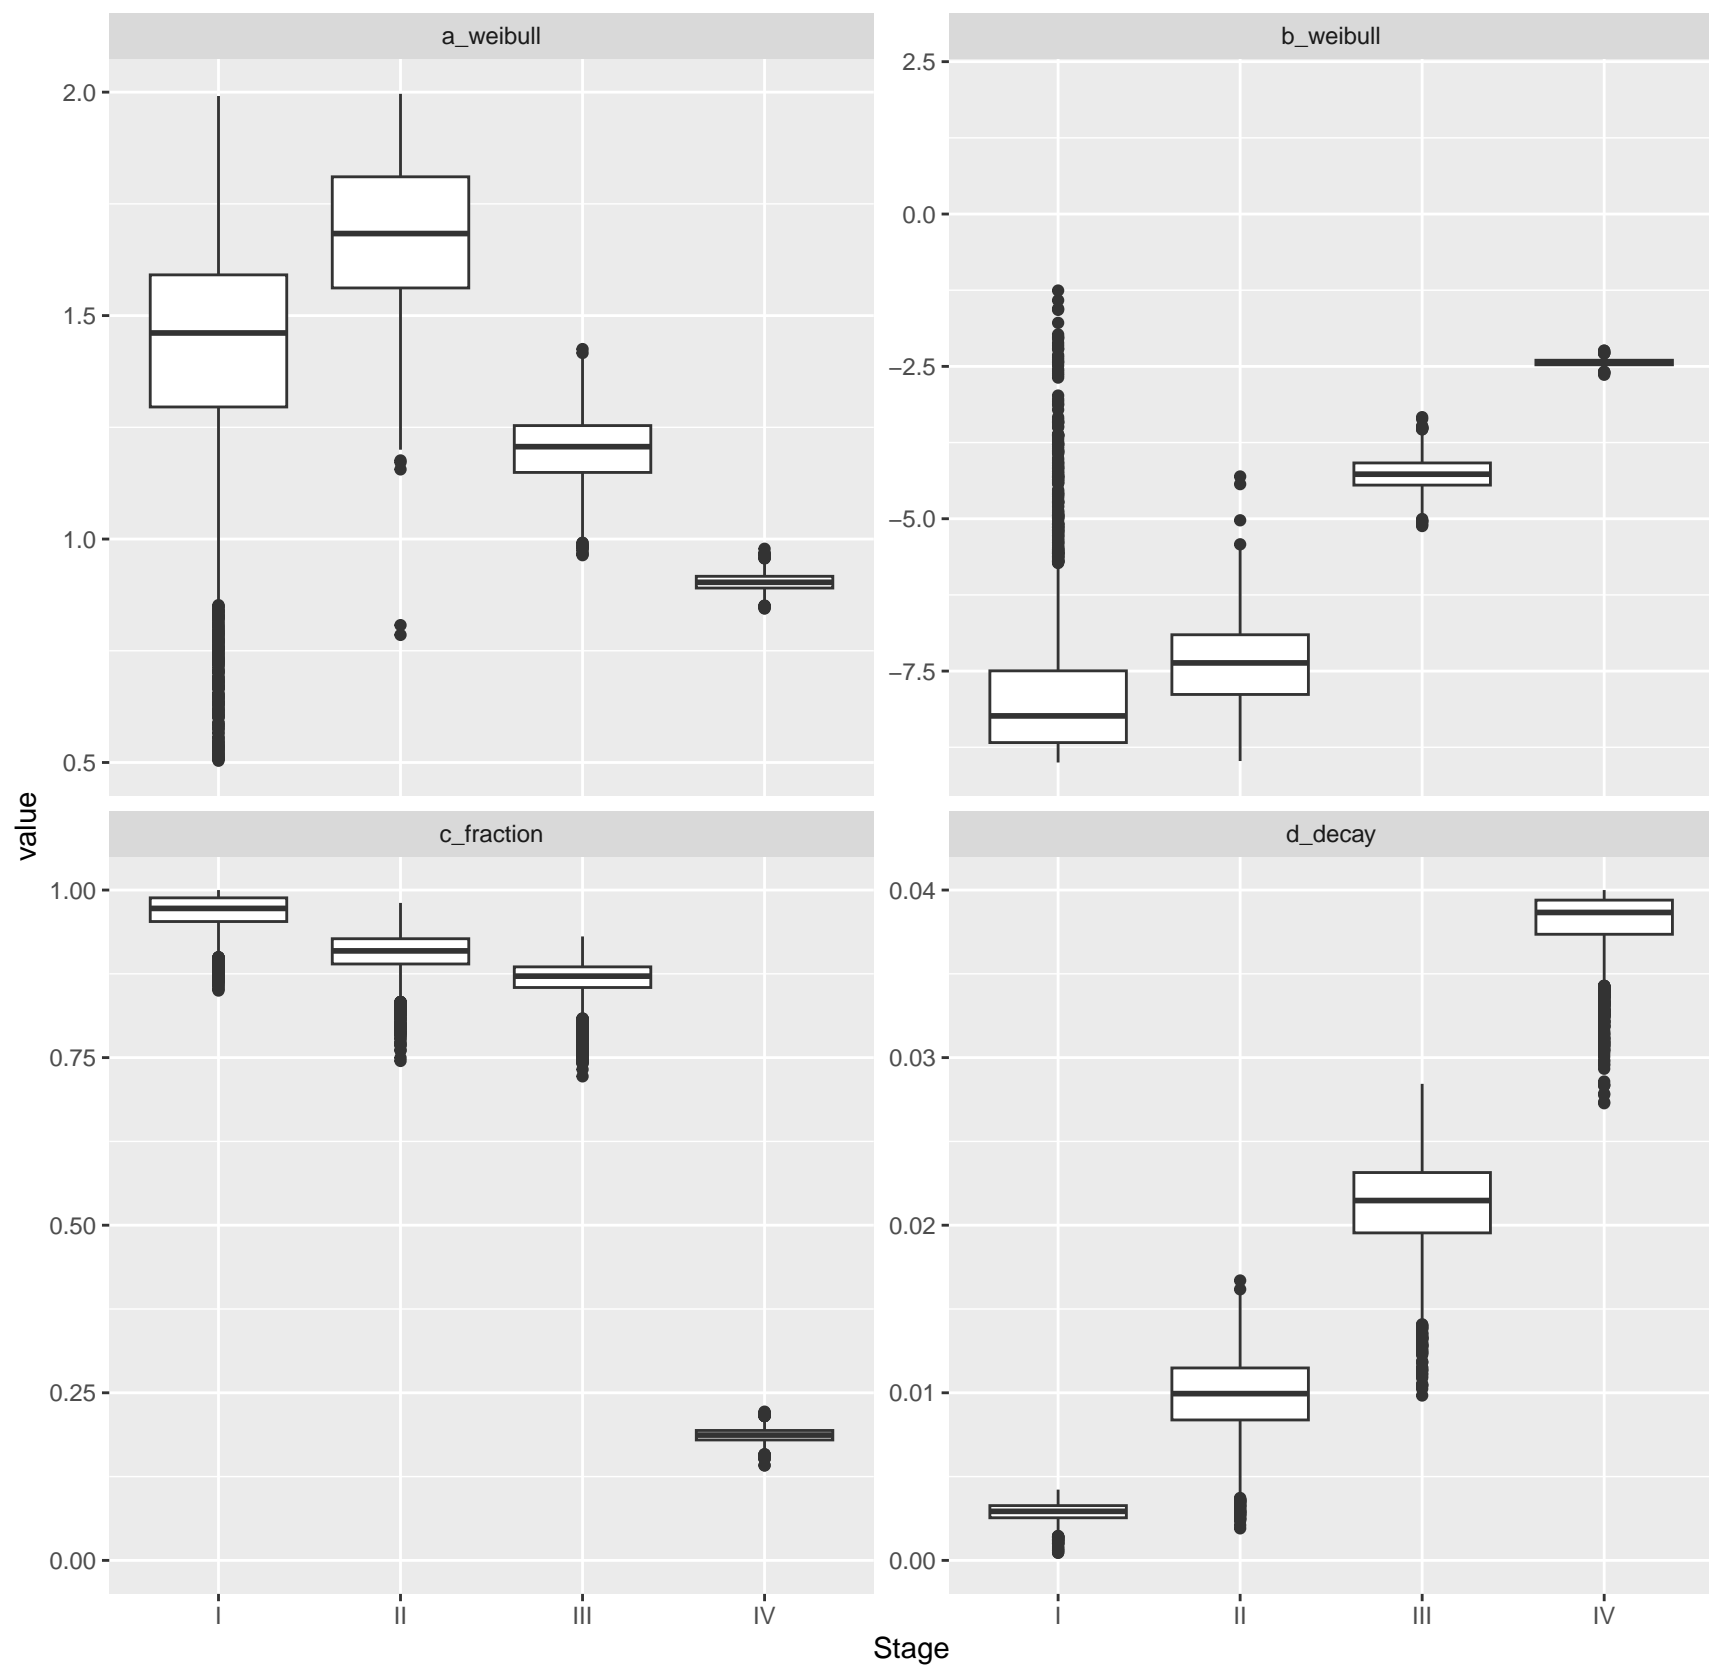 a_weibull
b_weibull
2.0
1.5
1.0
0.5
2.5
0.0
−2.5
−5.0
−7.5
value
c_fraction
d_decay
1.00
0.75
0.50
0.25
0.00
0.04
0.03
0.02
0.01
0.00
I II III IV
I II III IV
Stage